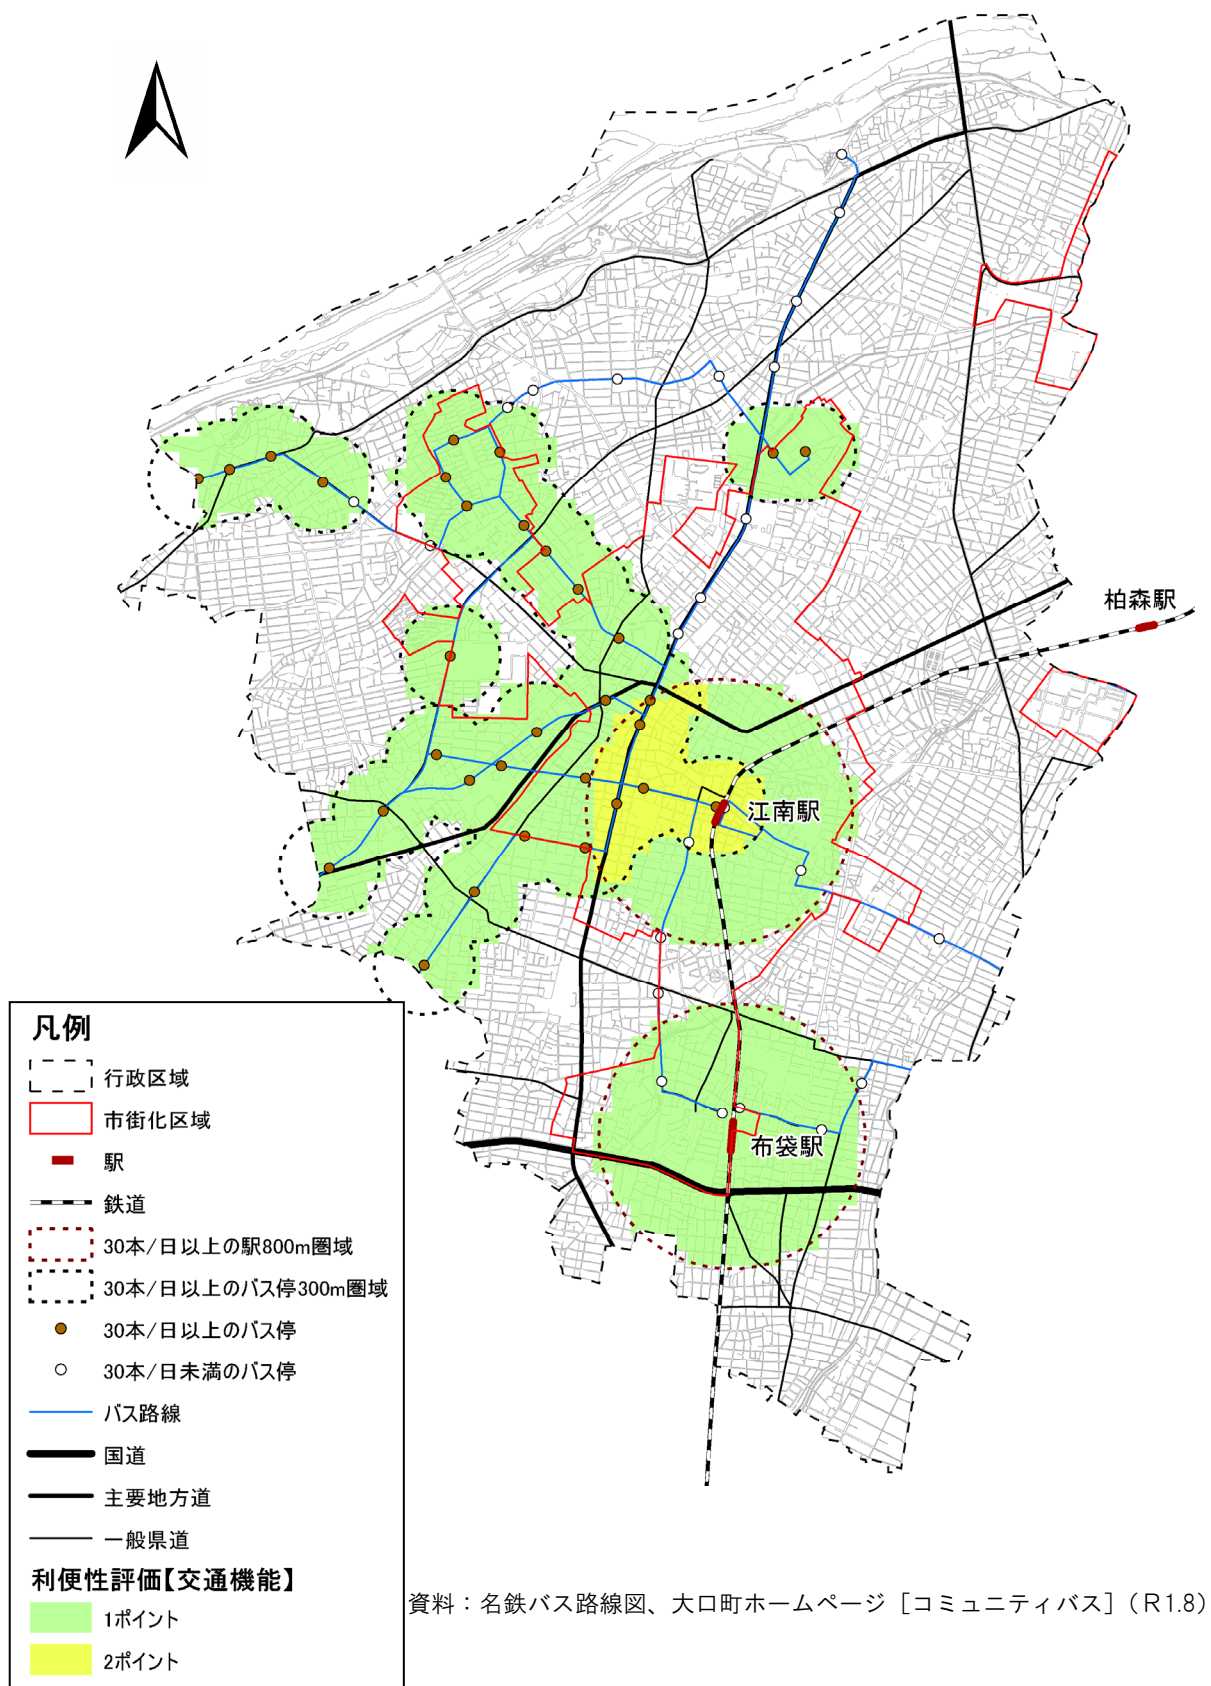 柏森駅
江南駅
布袋駅
凡例
行政区域
市街化区域
駅
鉄道
30本/日以上の駅800m圏域
30本/日以上のバス停300m圏域
30本/日以上のバス停
30本/日未満のバス停
バス路線
国道
主要地方道
一般県道
利便性評価【交通機能】
1ポイント
2ポイント
資料：名鉄バス路線図、大口町ホームページ［コミュニティバス］（R1.8）